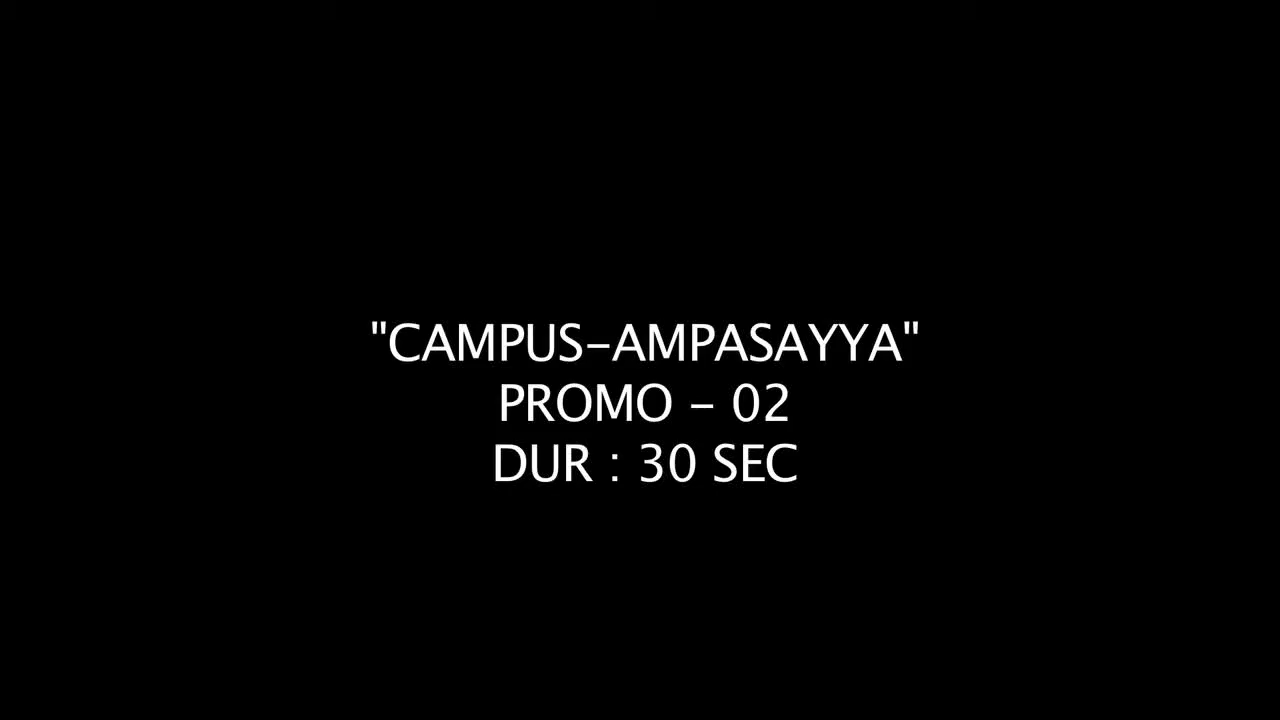 "CAMPUS-AMPASAYYA"
PROMO - 02
DUR : 30 SEC